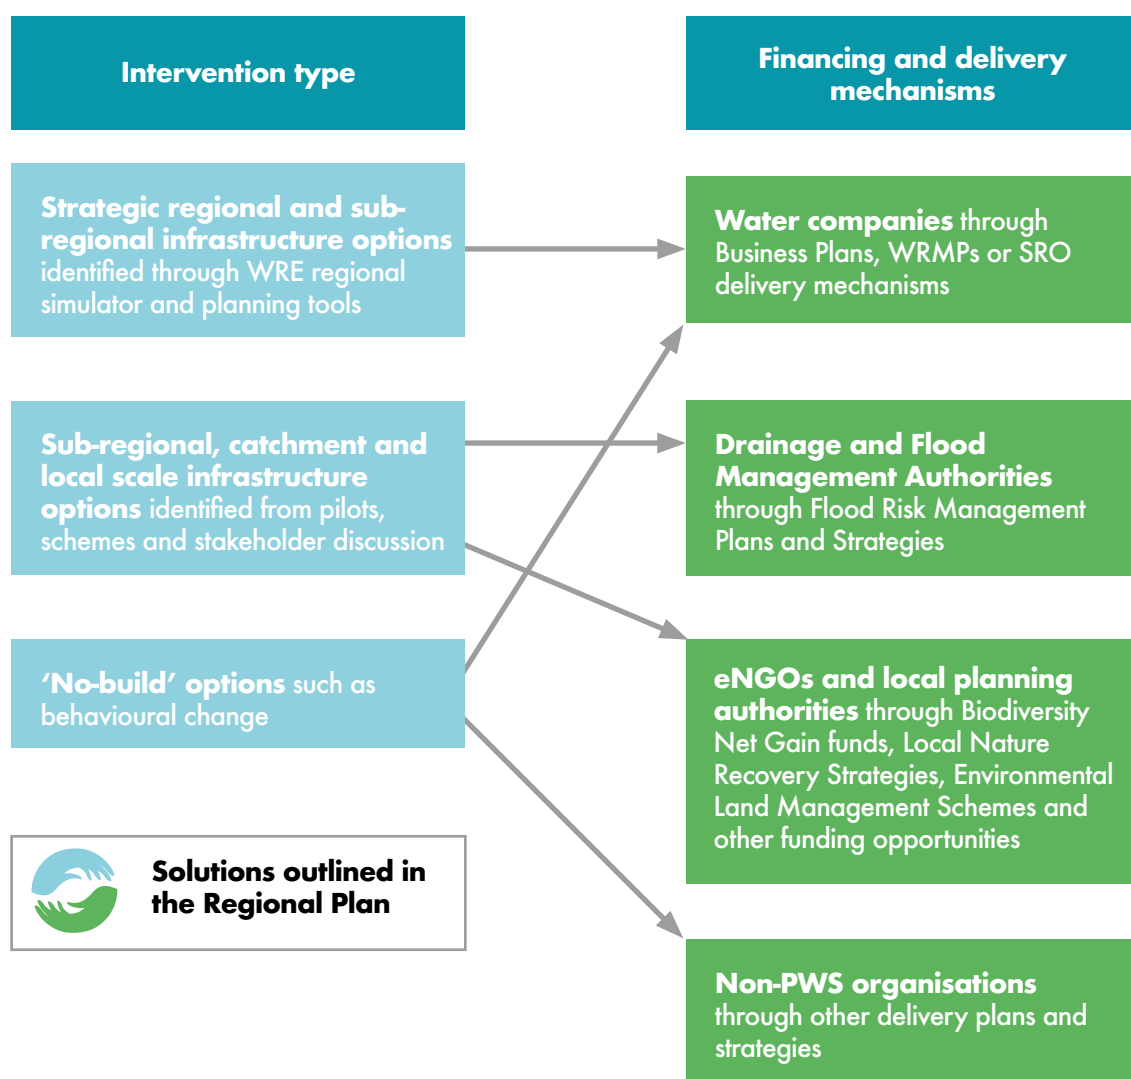 Intervention type
Financing and delivery
mechanisms
Strategic regional and sub-
regional infrastructure options
identified through WRE regional
simulator and planning tools
Water companies through
Business Plans, WRMPs or SRO
delivery mechanisms
Sub-regional, catchment and
local scale infrastructure
options identified from pilots,
schemes and stakeholder discussion
Drainage and Flood
Management Authorities
through Flood Risk Management
Plans and Strategies
‘No-build’ options such as
behavioural change
eNGOs and local planning
authorities through Biodiversity
Net Gain funds, Local Nature
Recovery Strategies, Environmental
Land Management Schemes and
other funding opportunities
Solutions outlined in
the Regional Plan
Non-PWS organisations
through other delivery plans and
strategies